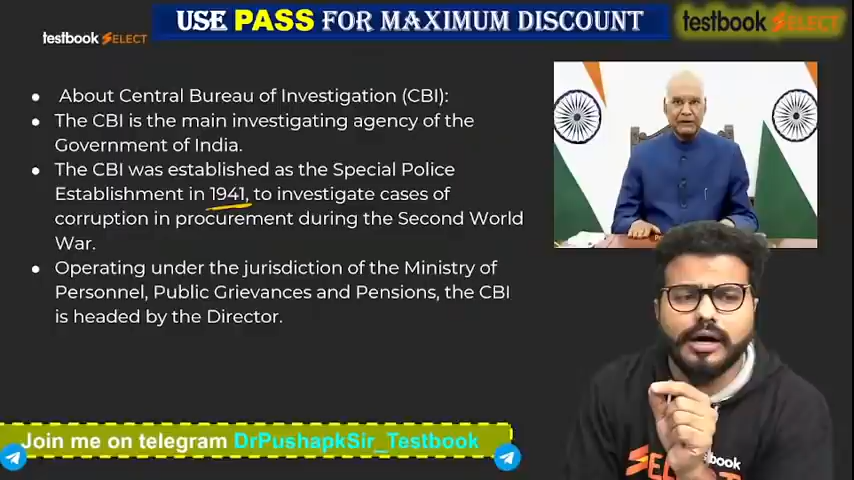 USE PASS FOR MAXIMUM DISCOUNT
testbook SELECT
testbook SELECT
● About Central Bureau of Investigation (CBI):
● The CBI is the main investigating agency of the
Government of India.
● The CBI was established as the Special Police
Establishment in 1941, to investigate cases of
corruption in procurement during the Second World
War.
● Operating under the jurisdiction of the Ministry of
Personnel, Public Grievances and Pensions, the CBI
is headed by the Director.
Join me on telegram DrPushapkSir_Testbook